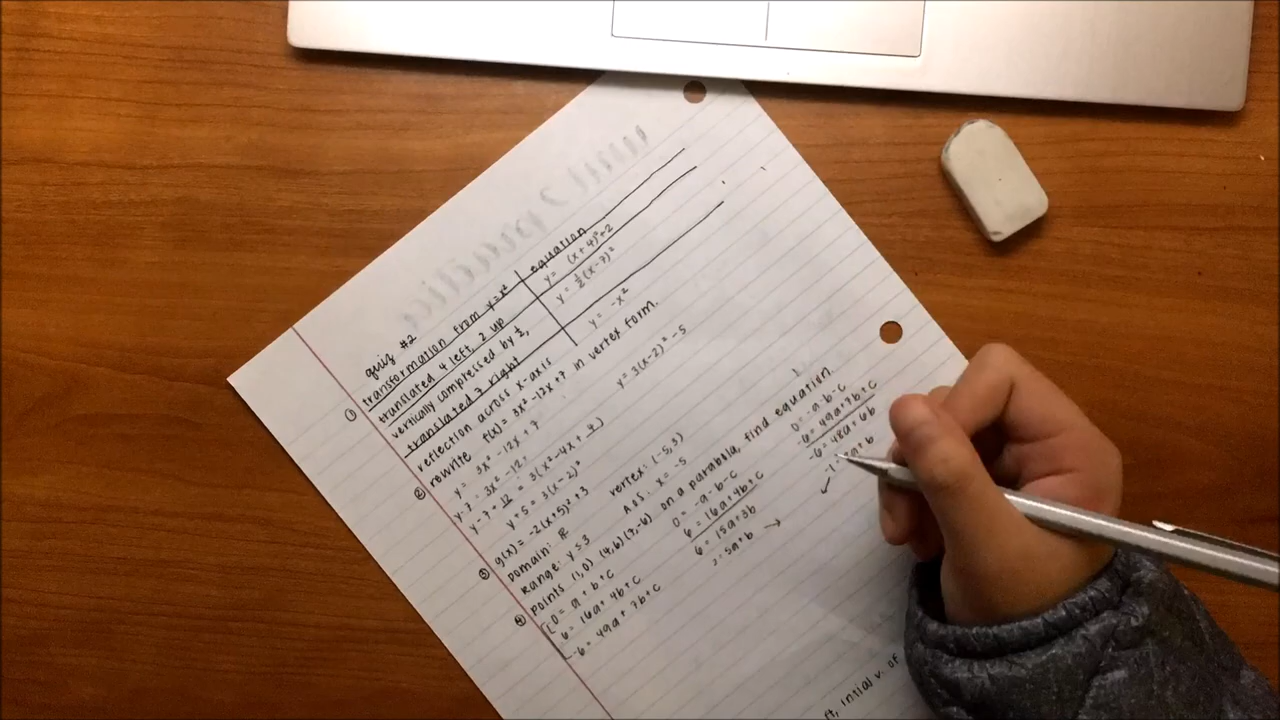 quiz #2
① transformation from y=x² | equation
translated 4 left, 2 up | y = (x+4)²+2
vertically compressed by ½, | y = ½(x-7)²
translated 7 right
reflection across x-axis | y = -x²
② rewrite f(x) = 3x²-12x+7 in vertex form.
y = 3x²-12x+7
y-7 = 3x²-12x
y-7+12 = 3(x²-4x+4)
y+5 = 3(x-2)²
y = 3(x-2)²-5
③ g(x) = -2(x+5)²+3
domain: ℝ
range: y ≤ 3
vertex: (-5,3)
AOS: x = -5
④ points (1,0) (4,6) (7,-6) on a parabola, find equation.
0 = a+b+c
6 = 16a+4b+c
-6 = 49a+7b+c
0 = -a-b-c
6 = 16a+4b+c
6 = 15a+3b
2 = 5a+b →
0 = -a-b-c
-6 = 49a+7b+c
-6 = 48a+6b
-1 = a+b
ft, intial v. of